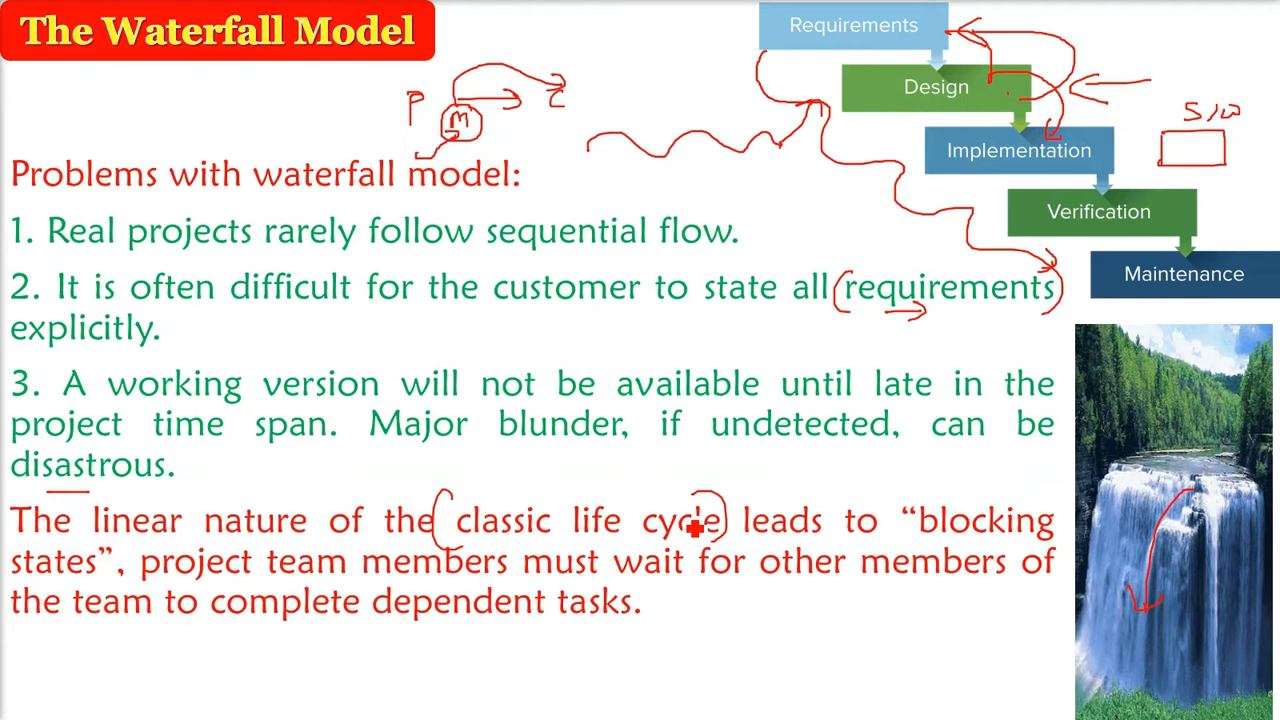 The Waterfall Model
Requirements
Design
Implementation
Verification
Maintenance
P
M
S/W
Problems with waterfall model:
1. Real projects rarely follow sequential flow.
2. It is often difficult for the customer to state all requirements
explicitly.
3. A working version will not be available until late in the
project time span. Major blunder, if undetected, can be
disastrous.
The linear nature of the classic life cycle leads to “blocking
states”, project team members must wait for other members of
the team to complete dependent tasks.